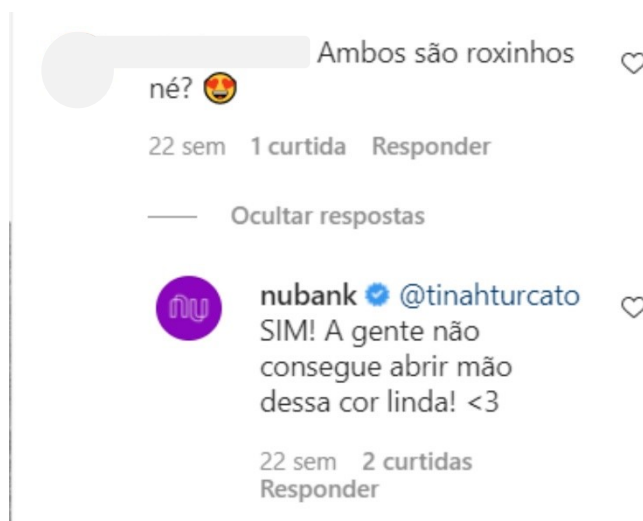 Ambos são roxinhos
né? 😍
22 sem 1 curtida Responder
Ocultar respostas
nu
nubank @tinahturcato
SIM! A gente não
consegue abrir mão
dessa cor linda! <3
22 sem 2 curtidas
Responder